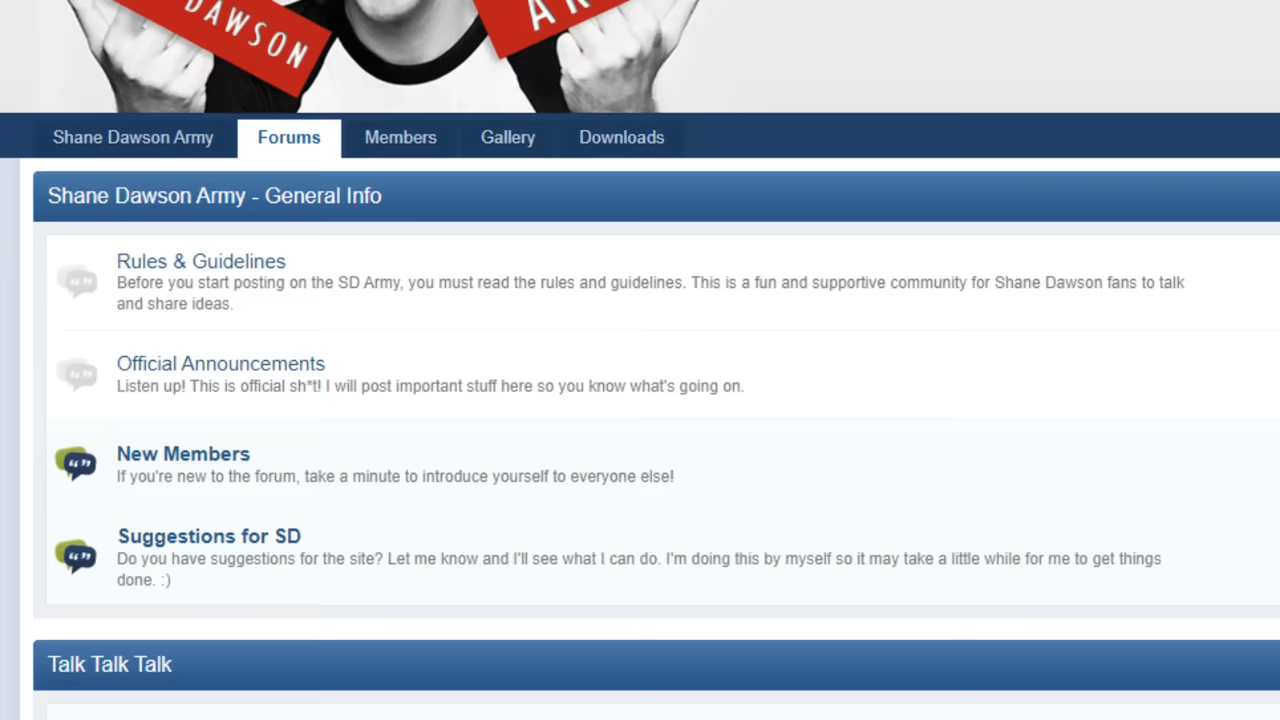 DAWSON
AR
Shane Dawson Army
Forums
Members
Gallery
Downloads
Shane Dawson Army - General Info
Rules & Guidelines
Before you start posting on the SD Army, you must read the rules and guidelines. This is a fun and supportive community for Shane Dawson fans to talk
and share ideas.
Official Announcements
Listen up! This is official sh*t! I will post important stuff here so you know what's going on.
New Members
If you're new to the forum, take a minute to introduce yourself to everyone else!
Suggestions for SD
Do you have suggestions for the site? Let me know and I'll see what I can do. I'm doing this by myself so it may take a little while for me to get things
done. :)
Talk Talk Talk